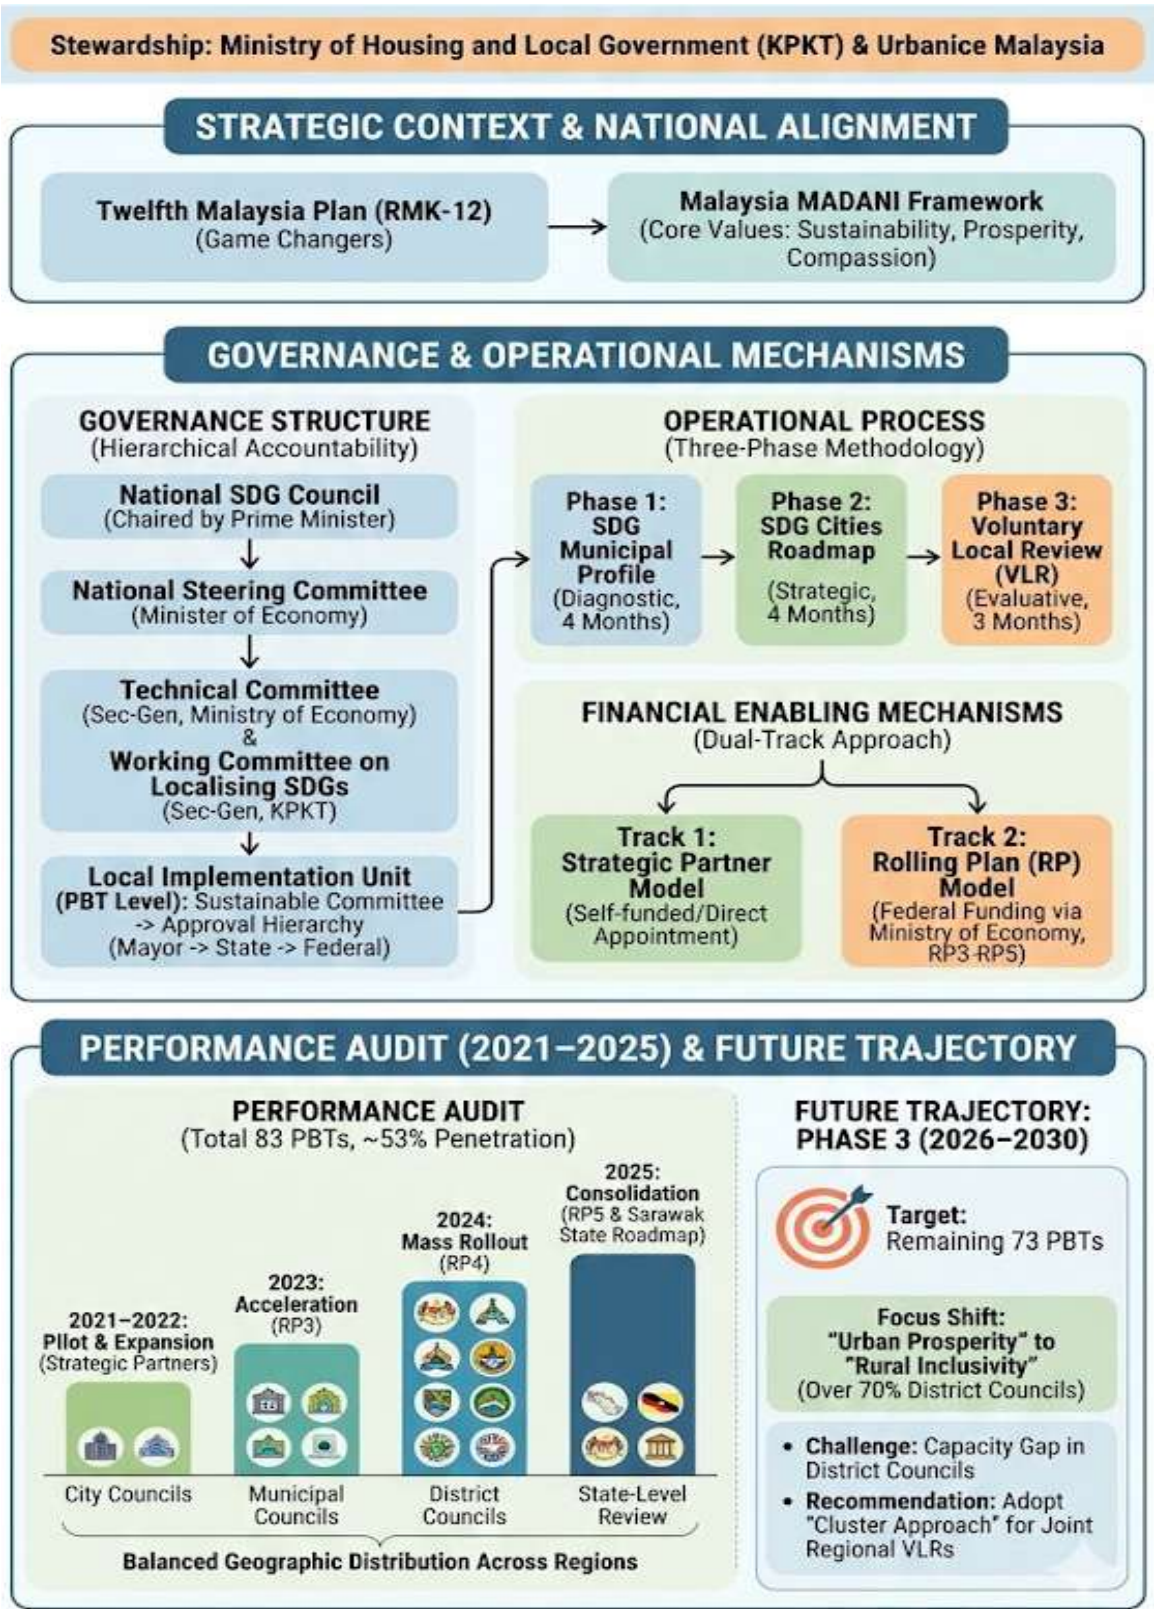 Stewardship: Ministry of Housing and Local Government (KPKT) & Urbanice Malaysia
STRATEGIC CONTEXT & NATIONAL ALIGNMENT
Twelfth Malaysia Plan (RMK-12)
(Game Changers)
Malaysia MADANI Framework
(Core Values: Sustainability, Prosperity,
Compassion)
GOVERNANCE & OPERATIONAL MECHANISMS
GOVERNANCE STRUCTURE
(Hierarchical Accountability)
National SDG Council
(Chaired by Prime Minister)
National Steering Committee
(Minister of Economy)
Technical Committee
(Sec-Gen, Ministry of Economy)
&
Working Committee on
Localising SDGs
(Sec-Gen, KPKT)
Local Implementation Unit
(PBT Level): Sustainable Committee
-> Approval Hierarchy
(Mayor -> State -> Federal)
OPERATIONAL PROCESS
(Three-Phase Methodology)
Phase 1:
SDG
Municipal
Profile
(Diagnostic,
4 Months)
Phase 2:
SDG Cities
Roadmap
(Strategic,
4 Months)
Phase 3:
Voluntary
Local Review
(VLR)
(Evaluative,
3 Months)
FINANCIAL ENABLING MECHANISMS
(Dual-Track Approach)
Track 1:
Strategic Partner
Model
(Self-funded/Direct
Appointment)
Track 2:
Rolling Plan (RP)
Model
(Federal Funding via
Ministry of Economy,
RP3-RP5)
PERFORMANCE AUDIT (2021–2025) & FUTURE TRAJECTORY
PERFORMANCE AUDIT
(Total 83 PBTs, ~53% Penetration)
2021–2022:
Pilot & Expansion
(Strategic Partners)
City Councils
2023:
Acceleration
(RP3)
Municipal
Councils
2024:
Mass Rollout
(RP4)
District
Councils
2025:
Consolidation
(RP5 & Sarawak
State Roadmap)
State-Level
Review
Balanced Geographic Distribution Across Regions
FUTURE TRAJECTORY:
PHASE 3 (2026–2030)
Target:
Remaining 73 PBTs
Focus Shift:
"Urban Prosperity" to
"Rural Inclusivity"
(Over 70% District Councils)
• Challenge: Capacity Gap in
District Councils
• Recommendation: Adopt
"Cluster Approach" for Joint
Regional VLRs